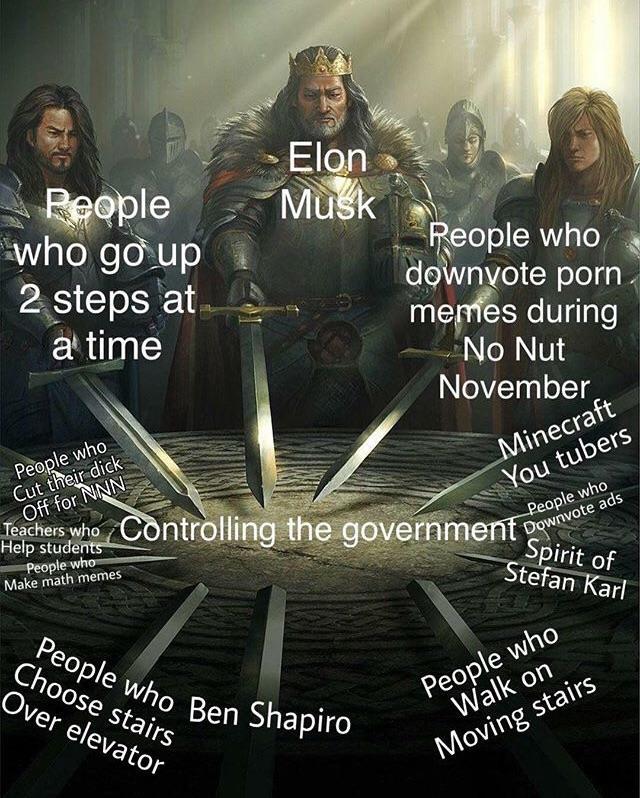 Elon
Musk
People
who go up
2 steps at
a time
People who
downvote porn
memes during
No Nut
November
Minecraft
You tubers
People who
Cut their dick
Off for NNN
People who
Downvote ads
Teachers who
Help students
Controlling the government
Spirit of
Stefan Karl
People who
Make math memes
People who
Choose stairs
Over elevator
Ben Shapiro
People who
Walk on
Moving stairs